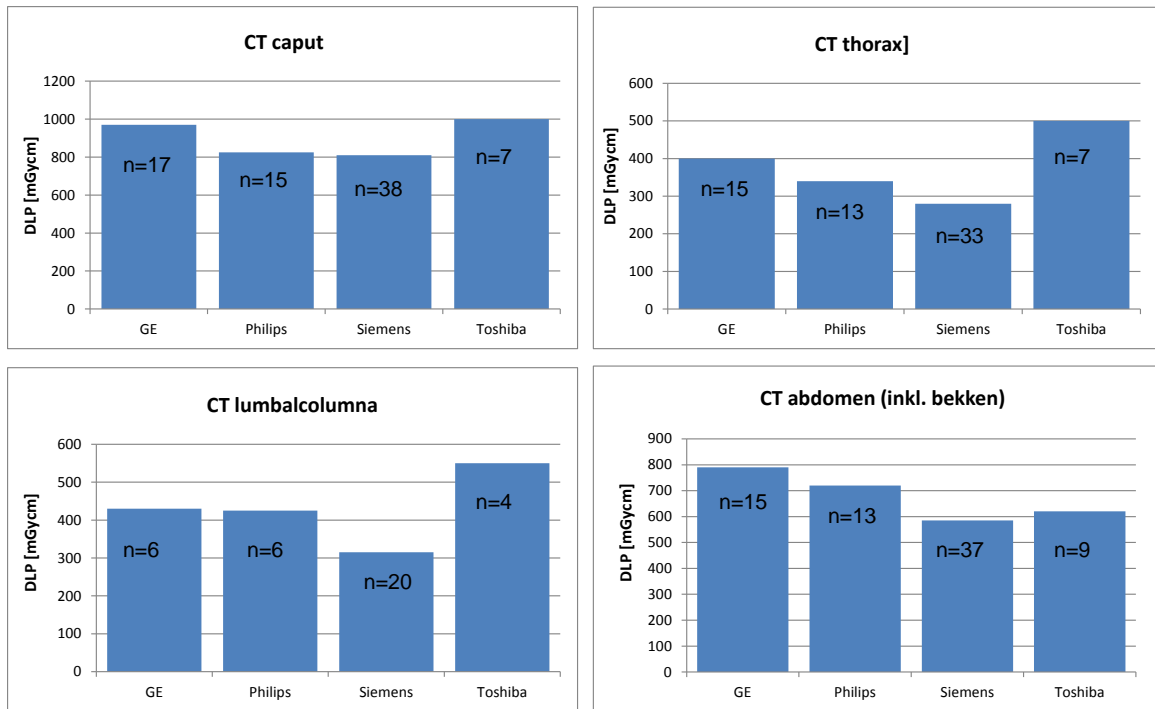 CT caput
1200
1000
800
600
400
200
0
DLP [mGycm]
n=17
n=15
n=38
n=7
GE Philips Siemens Toshiba
CT thorax]
600
500
400
300
200
100
0
DLP [mGycm]
n=15
n=13
n=33
n=7
GE Philips Siemens Toshiba
CT lumbalcolumna
600
500
400
300
200
100
0
DLP [mGycm]
n=6
n=6
n=20
n=4
GE Philips Siemens Toshiba
CT abdomen (inkl. bekken)
900
800
700
600
500
400
300
200
100
0
DLP [mGycm]
n=15
n=13
n=37
n=9
GE Philips Siemens Toshiba